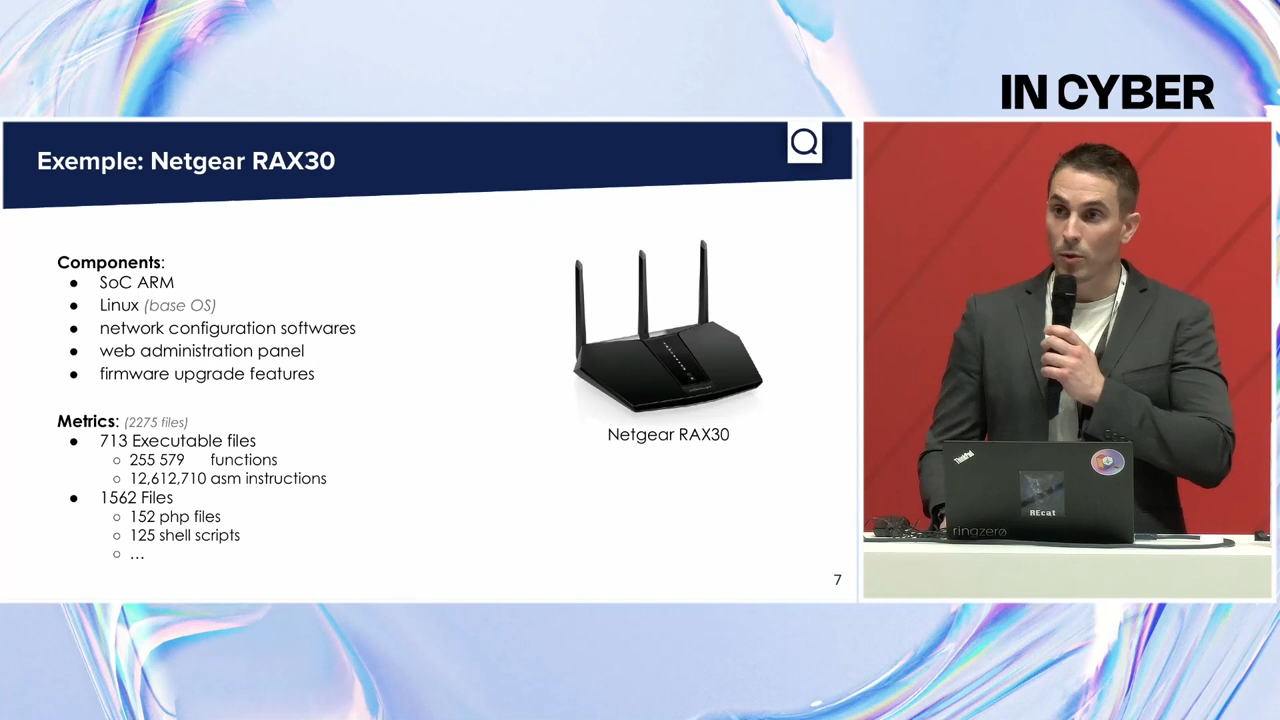 IN CYBER
Exemple: Netgear RAX30
Components:
● SoC ARM
● Linux (base OS)
● network configuration softwares
● web administration panel
● firmware upgrade features
Metrics: (2275 files)
● 713 Executable files
○ 255 579 functions
○ 12,612,710 asm instructions
● 1562 Files
○ 152 php files
○ 125 shell scripts
○ ...
Netgear RAX30
7
ThinkPad
REcat
ringzerø